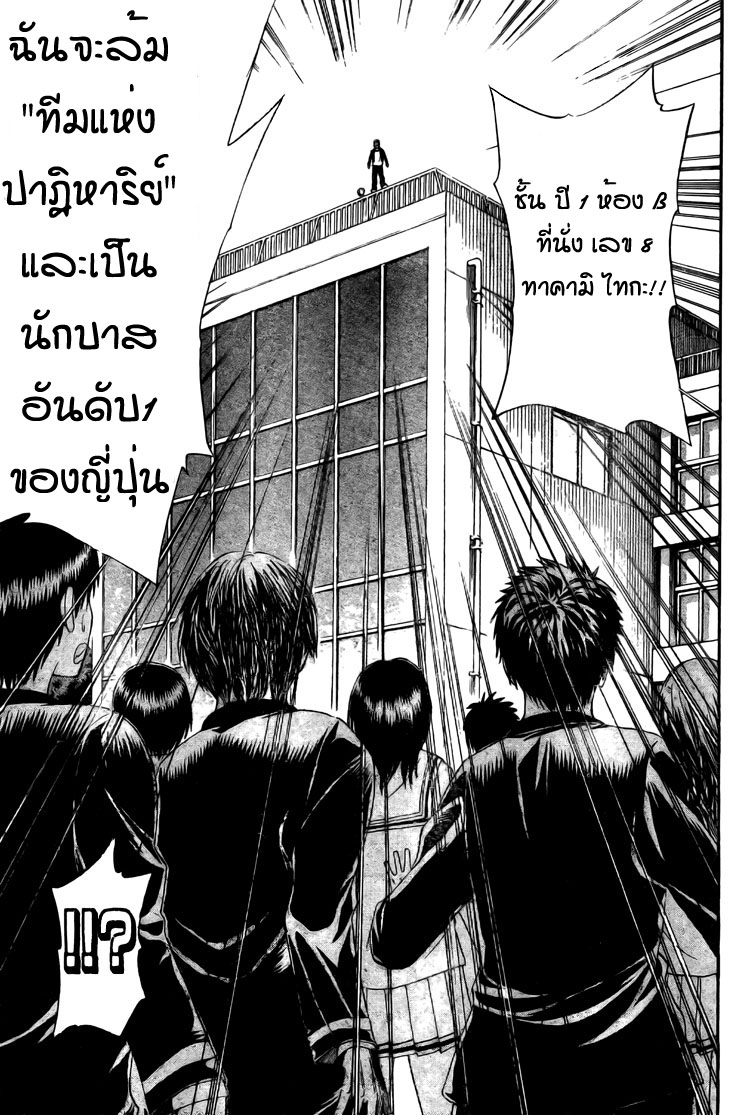 ชั้น ปี 1 ห้อง B
ที่นั่ง เลข 8
ทาคามิ ไทกะ!!
ฉันจะล้ม
"ทีมแห่ง
ปาฎิหาริย์"
และเป็น
นักบาส
อันดับ1
ของญี่ปุ่น
!!?